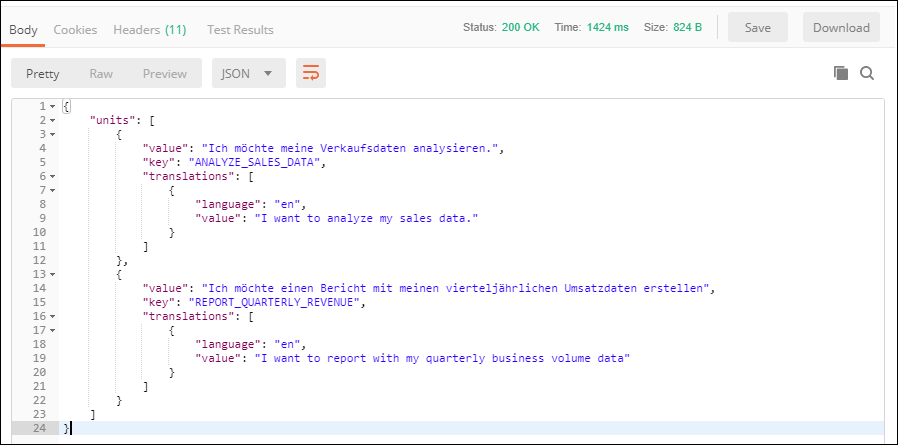 Body Cookies Headers (11) Test Results Status: 200 OK Time: 1424 ms Size: 824 B Save Download
Pretty Raw Preview JSON
1 {
2 "units": [
3 {
4 "value": "Ich möchte meine Verkaufsdaten analysieren.",
5 "key": "ANALYZE_SALES_DATA",
6 "translations": [
7 {
8 "language": "en",
9 "value": "I want to analyze my sales data."
10 }
11 ]
12 },
13 {
14 "value": "Ich möchte einen Bericht mit meinen vierteljährlichen Umsatzdaten erstellen",
15 "key": "REPORT_QUARTERLY_REVENUE",
16 "translations": [
17 {
18 "language": "en",
19 "value": "I want to report with my quarterly business volume data"
20 }
21 ]
22 }
23 ]
24 }